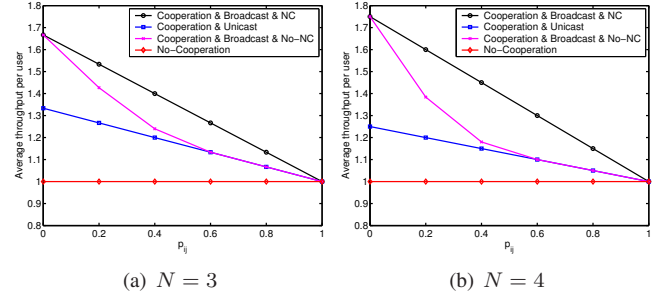 1.8
1.7
1.6
1.5
1.4
1.3
1.2
1.1
1
0.9
0.8
Average throughput per user
Cooperation & Broadcast & NC
Cooperation & Unicast
Cooperation & Broadcast & No−NC
No−Cooperation
0 0.2 0.4 0.6 0.8 1
p_ij
(a) N = 3
1.8
1.7
1.6
1.5
1.4
1.3
1.2
1.1
1
0.9
0.8
Average throughput per user
Cooperation & Broadcast & NC
Cooperation & Unicast
Cooperation & Broadcast & No−NC
No−Cooperation
0 0.2 0.4 0.6 0.8 1
p_ij
(b) N = 4